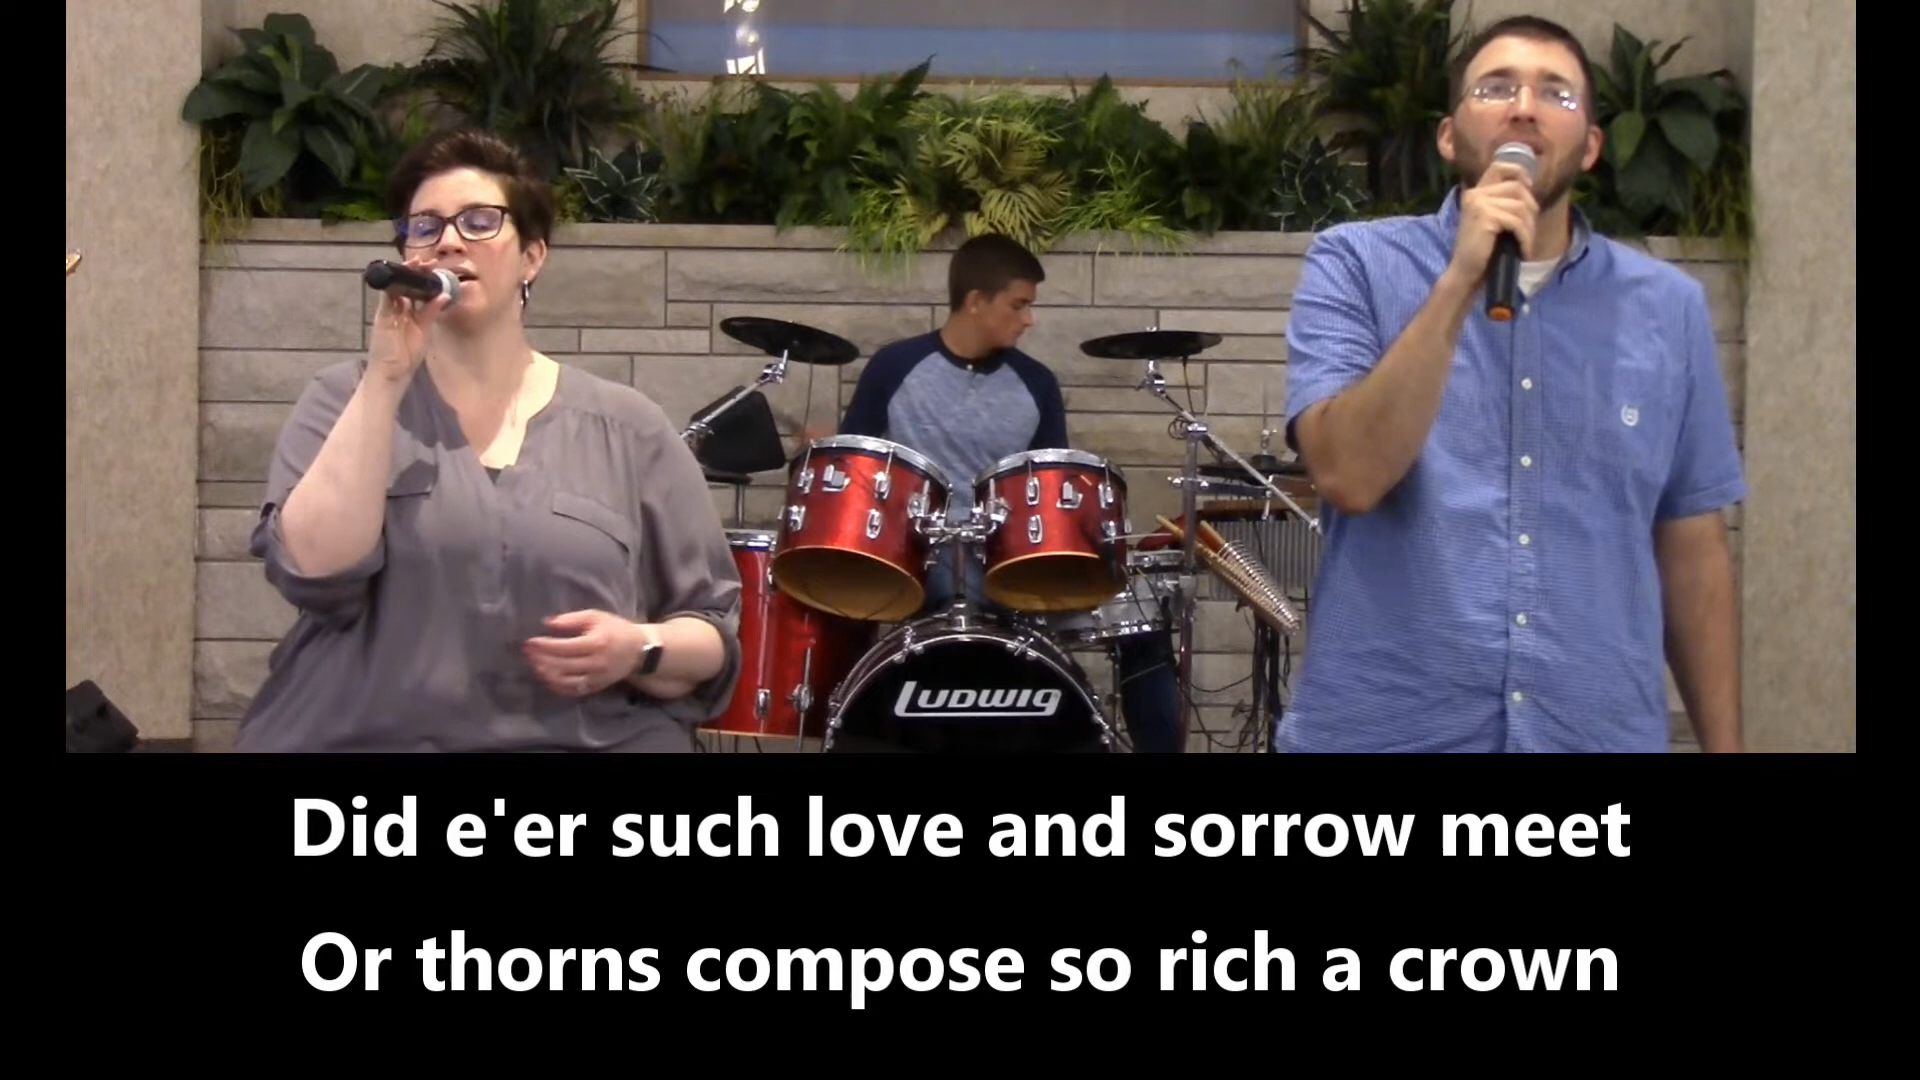 LUDWIG
Did e'er such love and sorrow meet
Or thorns compose so rich a crown